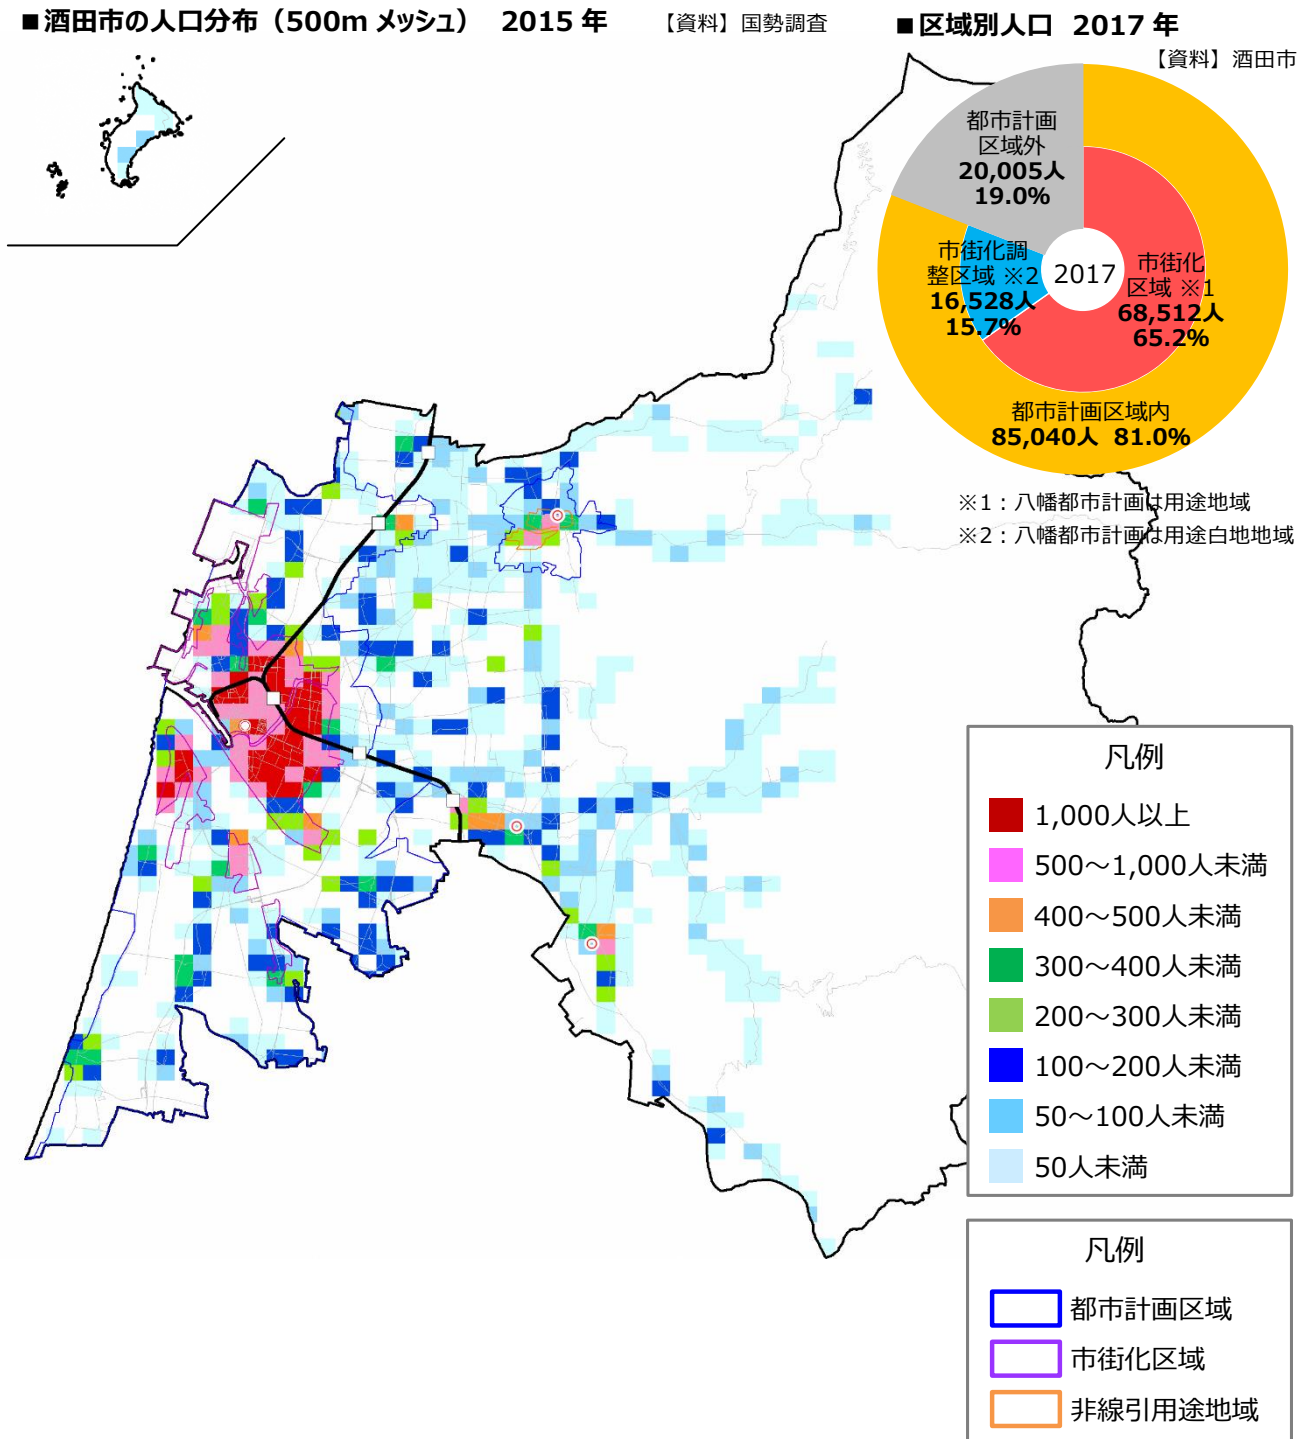 ■酒田市の人口分布（500m メッシュ） 2015 年
【資料】国勢調査
■区域別人口 2017 年
【資料】酒田市
都市計画
区域外
20,005人
19.0%
市街化調
整区域 ※2
16,528人
15.7%
2017
市街化
区域 ※1
68,512人
65.2%
都市計画区域内
85,040人 81.0%
※1：八幡都市計画は用途地域
※2：八幡都市計画は用途白地地域
凡例
1,000人以上
500～1,000人未満
400～500人未満
300～400人未満
200～300人未満
100～200人未満
50～100人未満
50人未満
凡例
都市計画区域
市街化区域
非線引用途地域